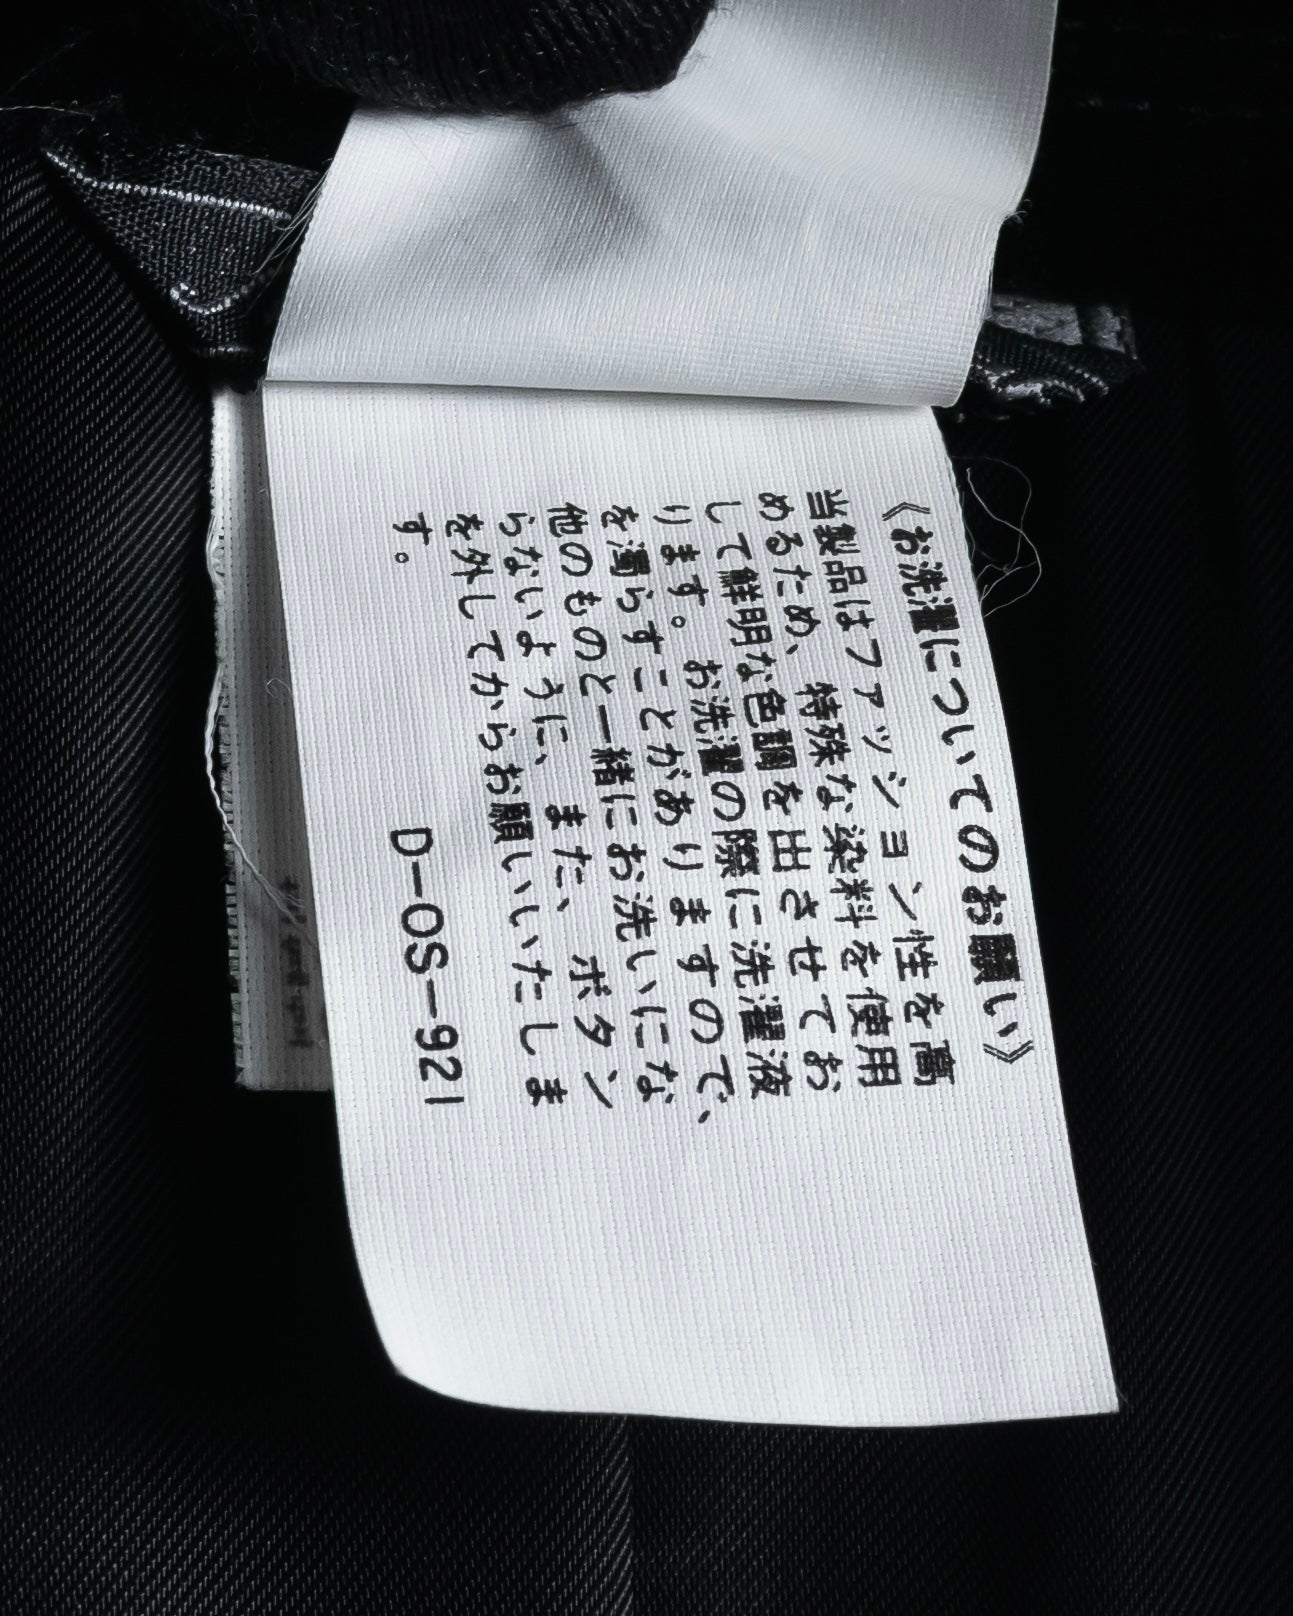 《お洗濯についてのお願い》
当製品はファッション性を高
めるため、特殊な染料を使用
して鮮明な色調を出させてお
ります。お洗濯の際に洗濯液
を濁らすことがありますので、
他のものと一緒にお洗いにな
らないように、また、ボタン
を外してからお願いいたしま
す。
D-OS-921